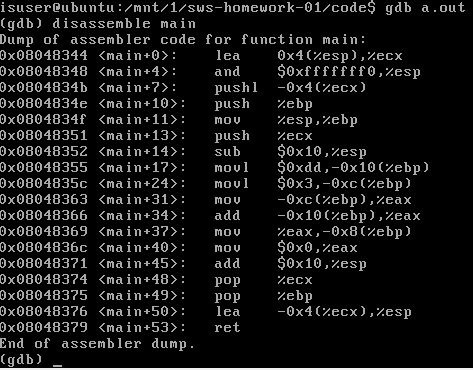 isuser@ubuntu:/mnt/1/sws-homework-01/code$ gdb a.out
(gdb) disassemble main
Dump of assembler code for function main:
0x08048344 <main+0>:    lea    0x4(%esp),%ecx
0x08048348 <main+4>:    and    $0xfffffff0,%esp
0x0804834b <main+7>:    pushl  -0x4(%ecx)
0x0804834e <main+10>:   push   %ebp
0x0804834f <main+11>:   mov    %esp,%ebp
0x08048351 <main+13>:   push   %ecx
0x08048352 <main+14>:   sub    $0x10,%esp
0x08048355 <main+17>:   movl   $0xdd,-0x10(%ebp)
0x0804835c <main+24>:   movl   $0x3,-0xc(%ebp)
0x08048363 <main+31>:   mov    -0xc(%ebp),%eax
0x08048366 <main+34>:   add    -0x10(%ebp),%eax
0x08048369 <main+37>:   mov    %eax,-0x8(%ebp)
0x0804836c <main+40>:   mov    $0x0,%eax
0x08048371 <main+45>:   add    $0x10,%esp
0x08048374 <main+48>:   pop    %ecx
0x08048375 <main+49>:   pop    %ebp
0x08048376 <main+50>:   lea    -0x4(%ecx),%esp
0x08048379 <main+53>:   ret
End of assembler dump.
(gdb) _